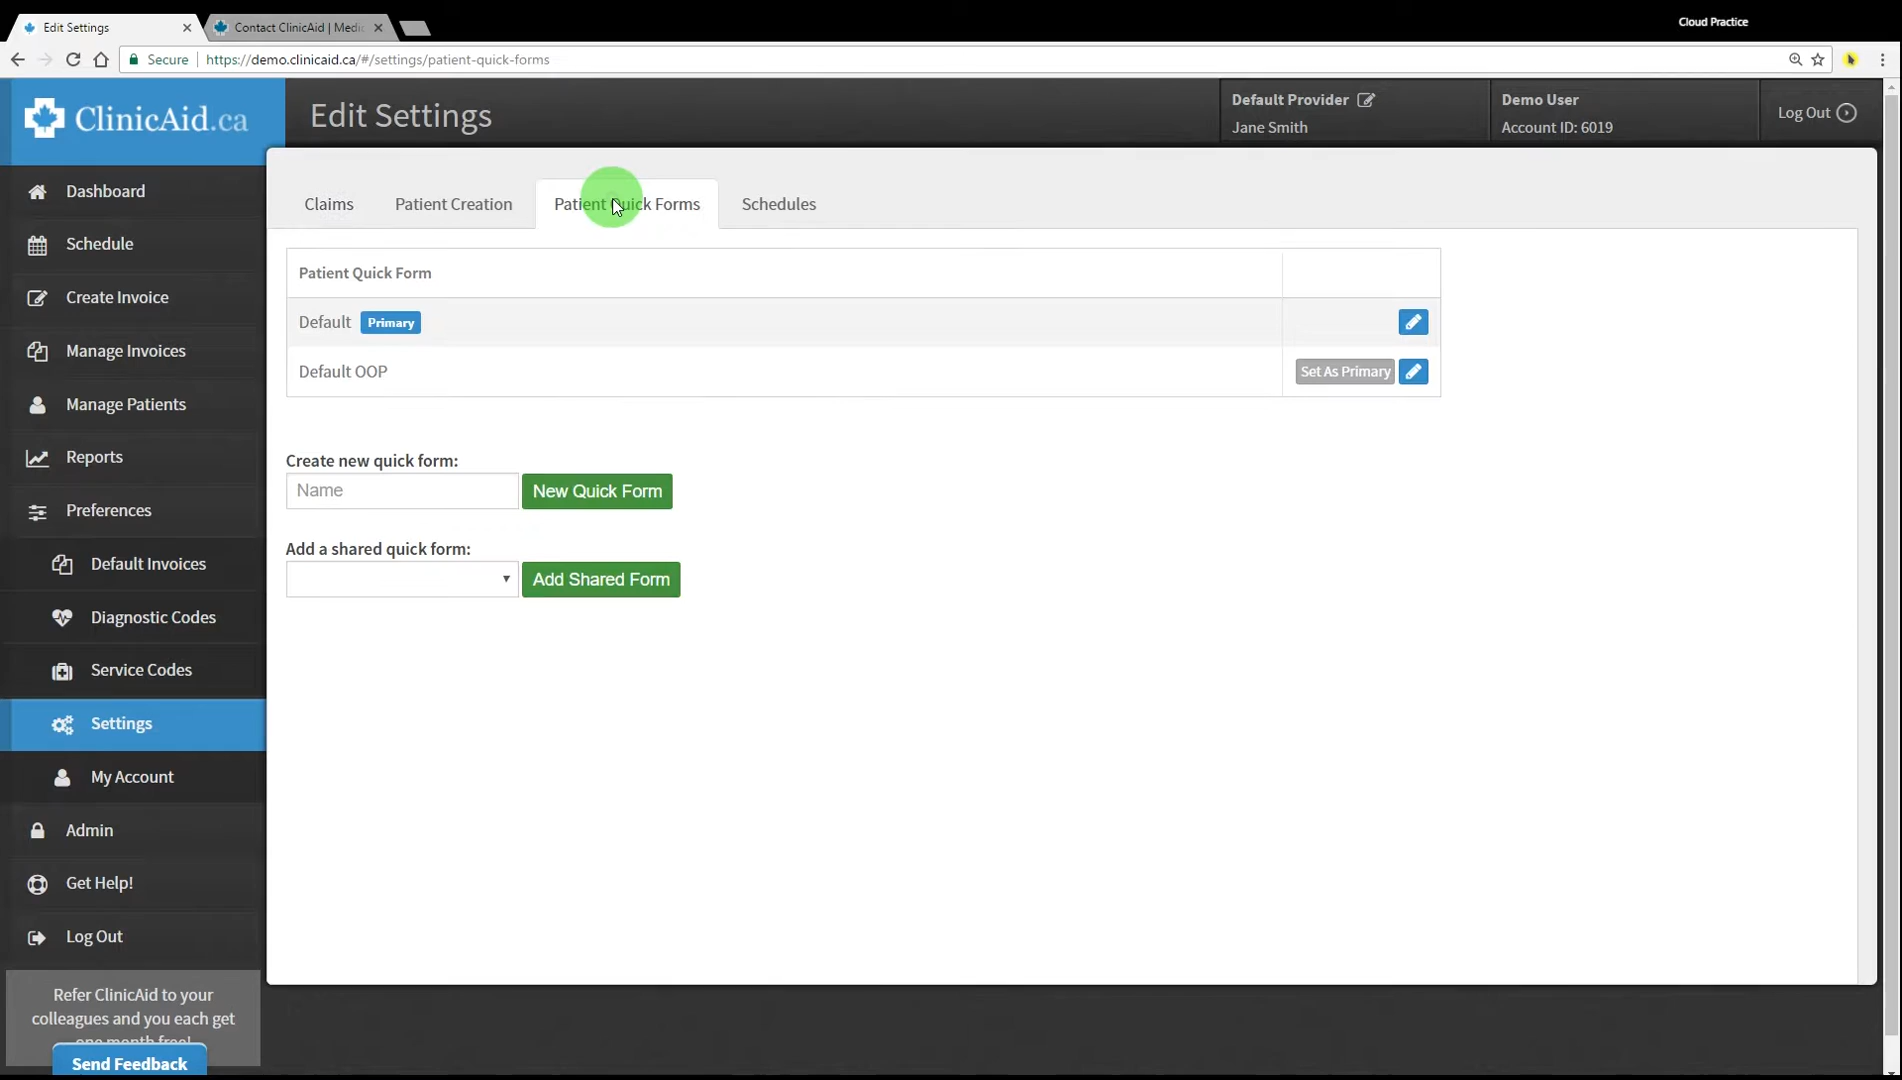 Edit Settings
Contact ClinicAid | Medic
Cloud Practice
Secure
https://demo.clinicaid.ca/#/settings/patient-quick-forms
ClinicAid.ca
Edit Settings
Default Provider
Jane Smith
Demo User
Account ID: 6019
Log Out
Dashboard
Schedule
Create Invoice
Manage Invoices
Manage Patients
Reports
Preferences
Default Invoices
Diagnostic Codes
Service Codes
Settings
My Account
Admin
Get Help!
Log Out
Refer ClinicAid to your
colleagues and you each get
one month free!
Send Feedback
Claims
Patient Creation
Patient Quick Forms
Schedules
Patient Quick Form
Default Primary
Default OOP
Set As Primary
Create new quick form:
Name
New Quick Form
Add a shared quick form:
Add Shared Form